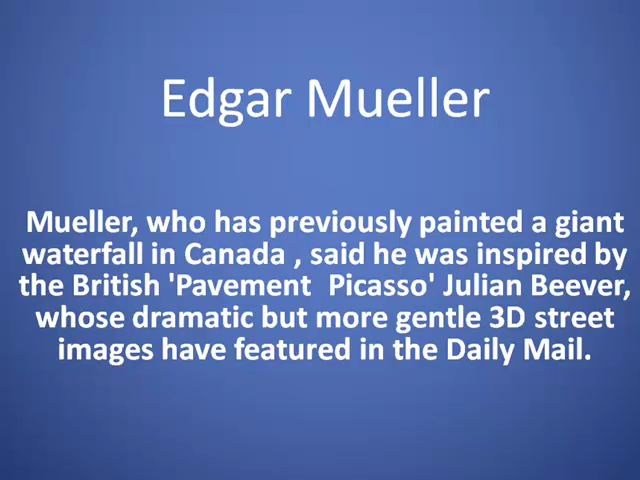 Edgar Mueller
Mueller, who has previously painted a giant
waterfall in Canada , said he was inspired by
the British 'Pavement  Picasso' Julian Beever,
whose dramatic but more gentle 3D street
images have featured in the Daily Mail.